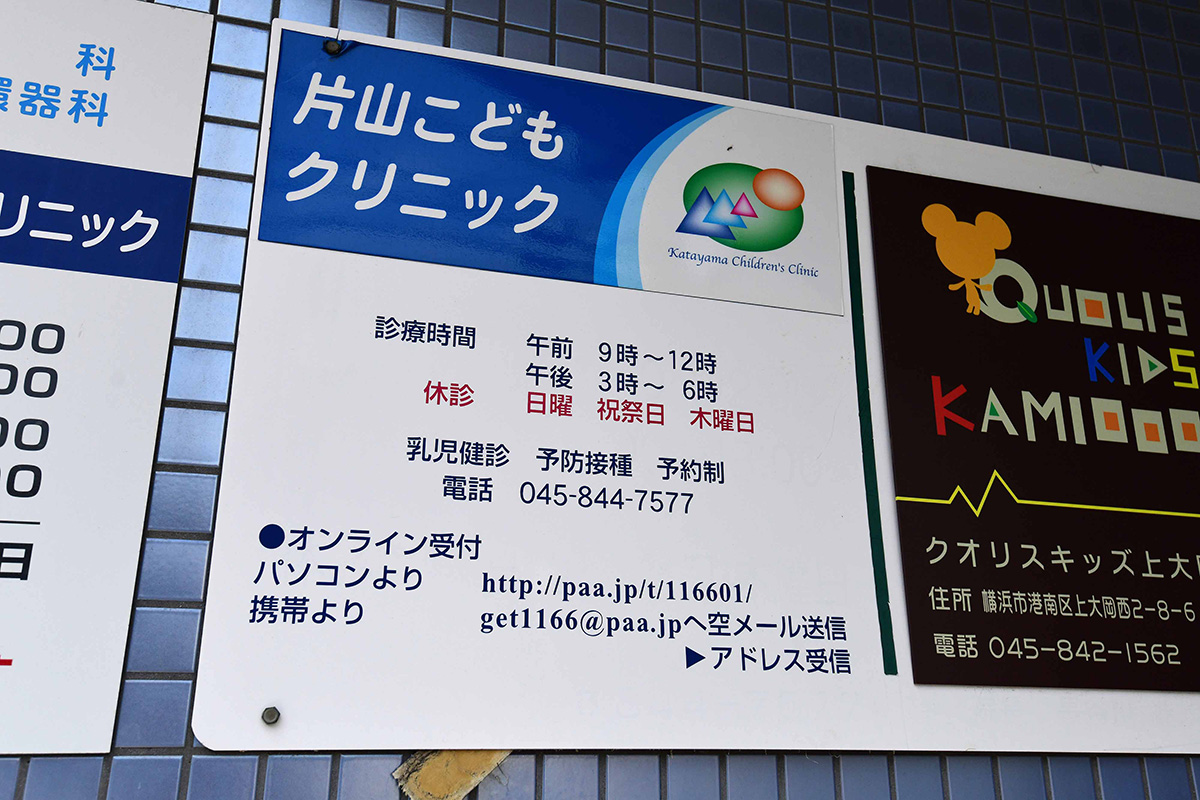 科
環器科
リニック
00
00
00
00
日
片山こども
クリニック
Katayama Children's Clinic
診療時間 午前 9時～12時
午後 3時～ 6時
休診 日曜 祝祭日 木曜日
乳児健診 予防接種 予約制
電話 045-844-7577
●オンライン受付
パソコンより http://paa.jp/t/116601/
携帯より get1166@paa.jpへ空メール送信
▶アドレス受信
QUOLIS
KIDS
KAMIOOO
クオリスキッズ上大
住所 横浜市港南区上大岡西2-8-6
電話 045-842-1562